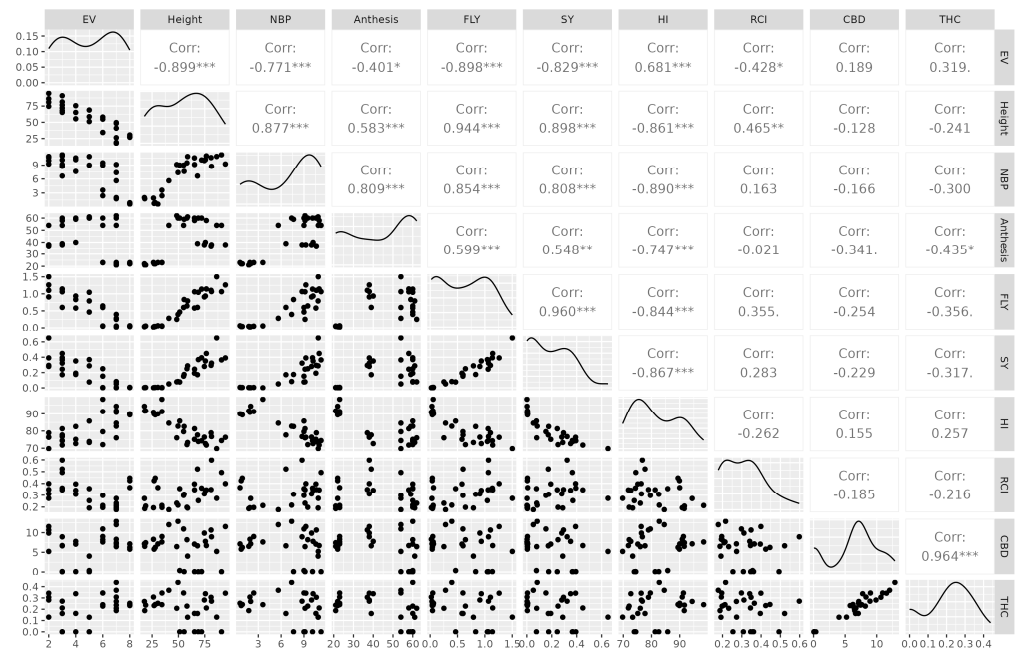 EV Height NBP Anthesis FLY SY HI RCI CBD THC
0.15
0.10
0.05
0.00
Corr: Corr: Corr: Corr: Corr: Corr: Corr: Corr: Corr:
-0.899*** -0.771*** -0.401* -0.898*** -0.829*** 0.681*** -0.428* 0.189 0.319.
EV
75
50
25
Corr: Corr: Corr: Corr: Corr: Corr: Corr: Corr:
0.877*** 0.583*** 0.944*** 0.898*** -0.861*** 0.465** -0.128 -0.241
Height
9
6
3
Corr: Corr: Corr: Corr: Corr: Corr: Corr:
0.809*** 0.854*** 0.808*** -0.890*** 0.163 -0.166 -0.300
NBP
60
50
40
30
20
Corr: Corr: Corr: Corr: Corr: Corr:
0.599*** 0.548** -0.747*** -0.021 -0.341. -0.435*
Anthesis
1.5
1.0
0.5
0.0
Corr: Corr: Corr: Corr: Corr:
0.960*** -0.844*** 0.355. -0.254 -0.356.
FLY
0.6
0.4
0.2
0.0
Corr: Corr: Corr: Corr:
-0.867*** 0.283 -0.229 -0.317.
SY
90
80
70
Corr: Corr: Corr:
-0.262 0.155 0.257
HI
0.6
0.5
0.4
0.3
0.2
Corr: Corr:
-0.185 -0.216
RCI
10
5
0
Corr:
0.964***
CBD
0.4
0.3
0.2
0.1
0.0
THC
2 4 6 8 25 50 75 3 6 9 20 30 40 50 60 0.0 0.5 1.0 1.5 0.0 0.2 0.4 0.6 70 80 90 0.2 0.3 0.4 0.5 0.6 0 5 10 0.0 0.1 0.2 0.3 0.4